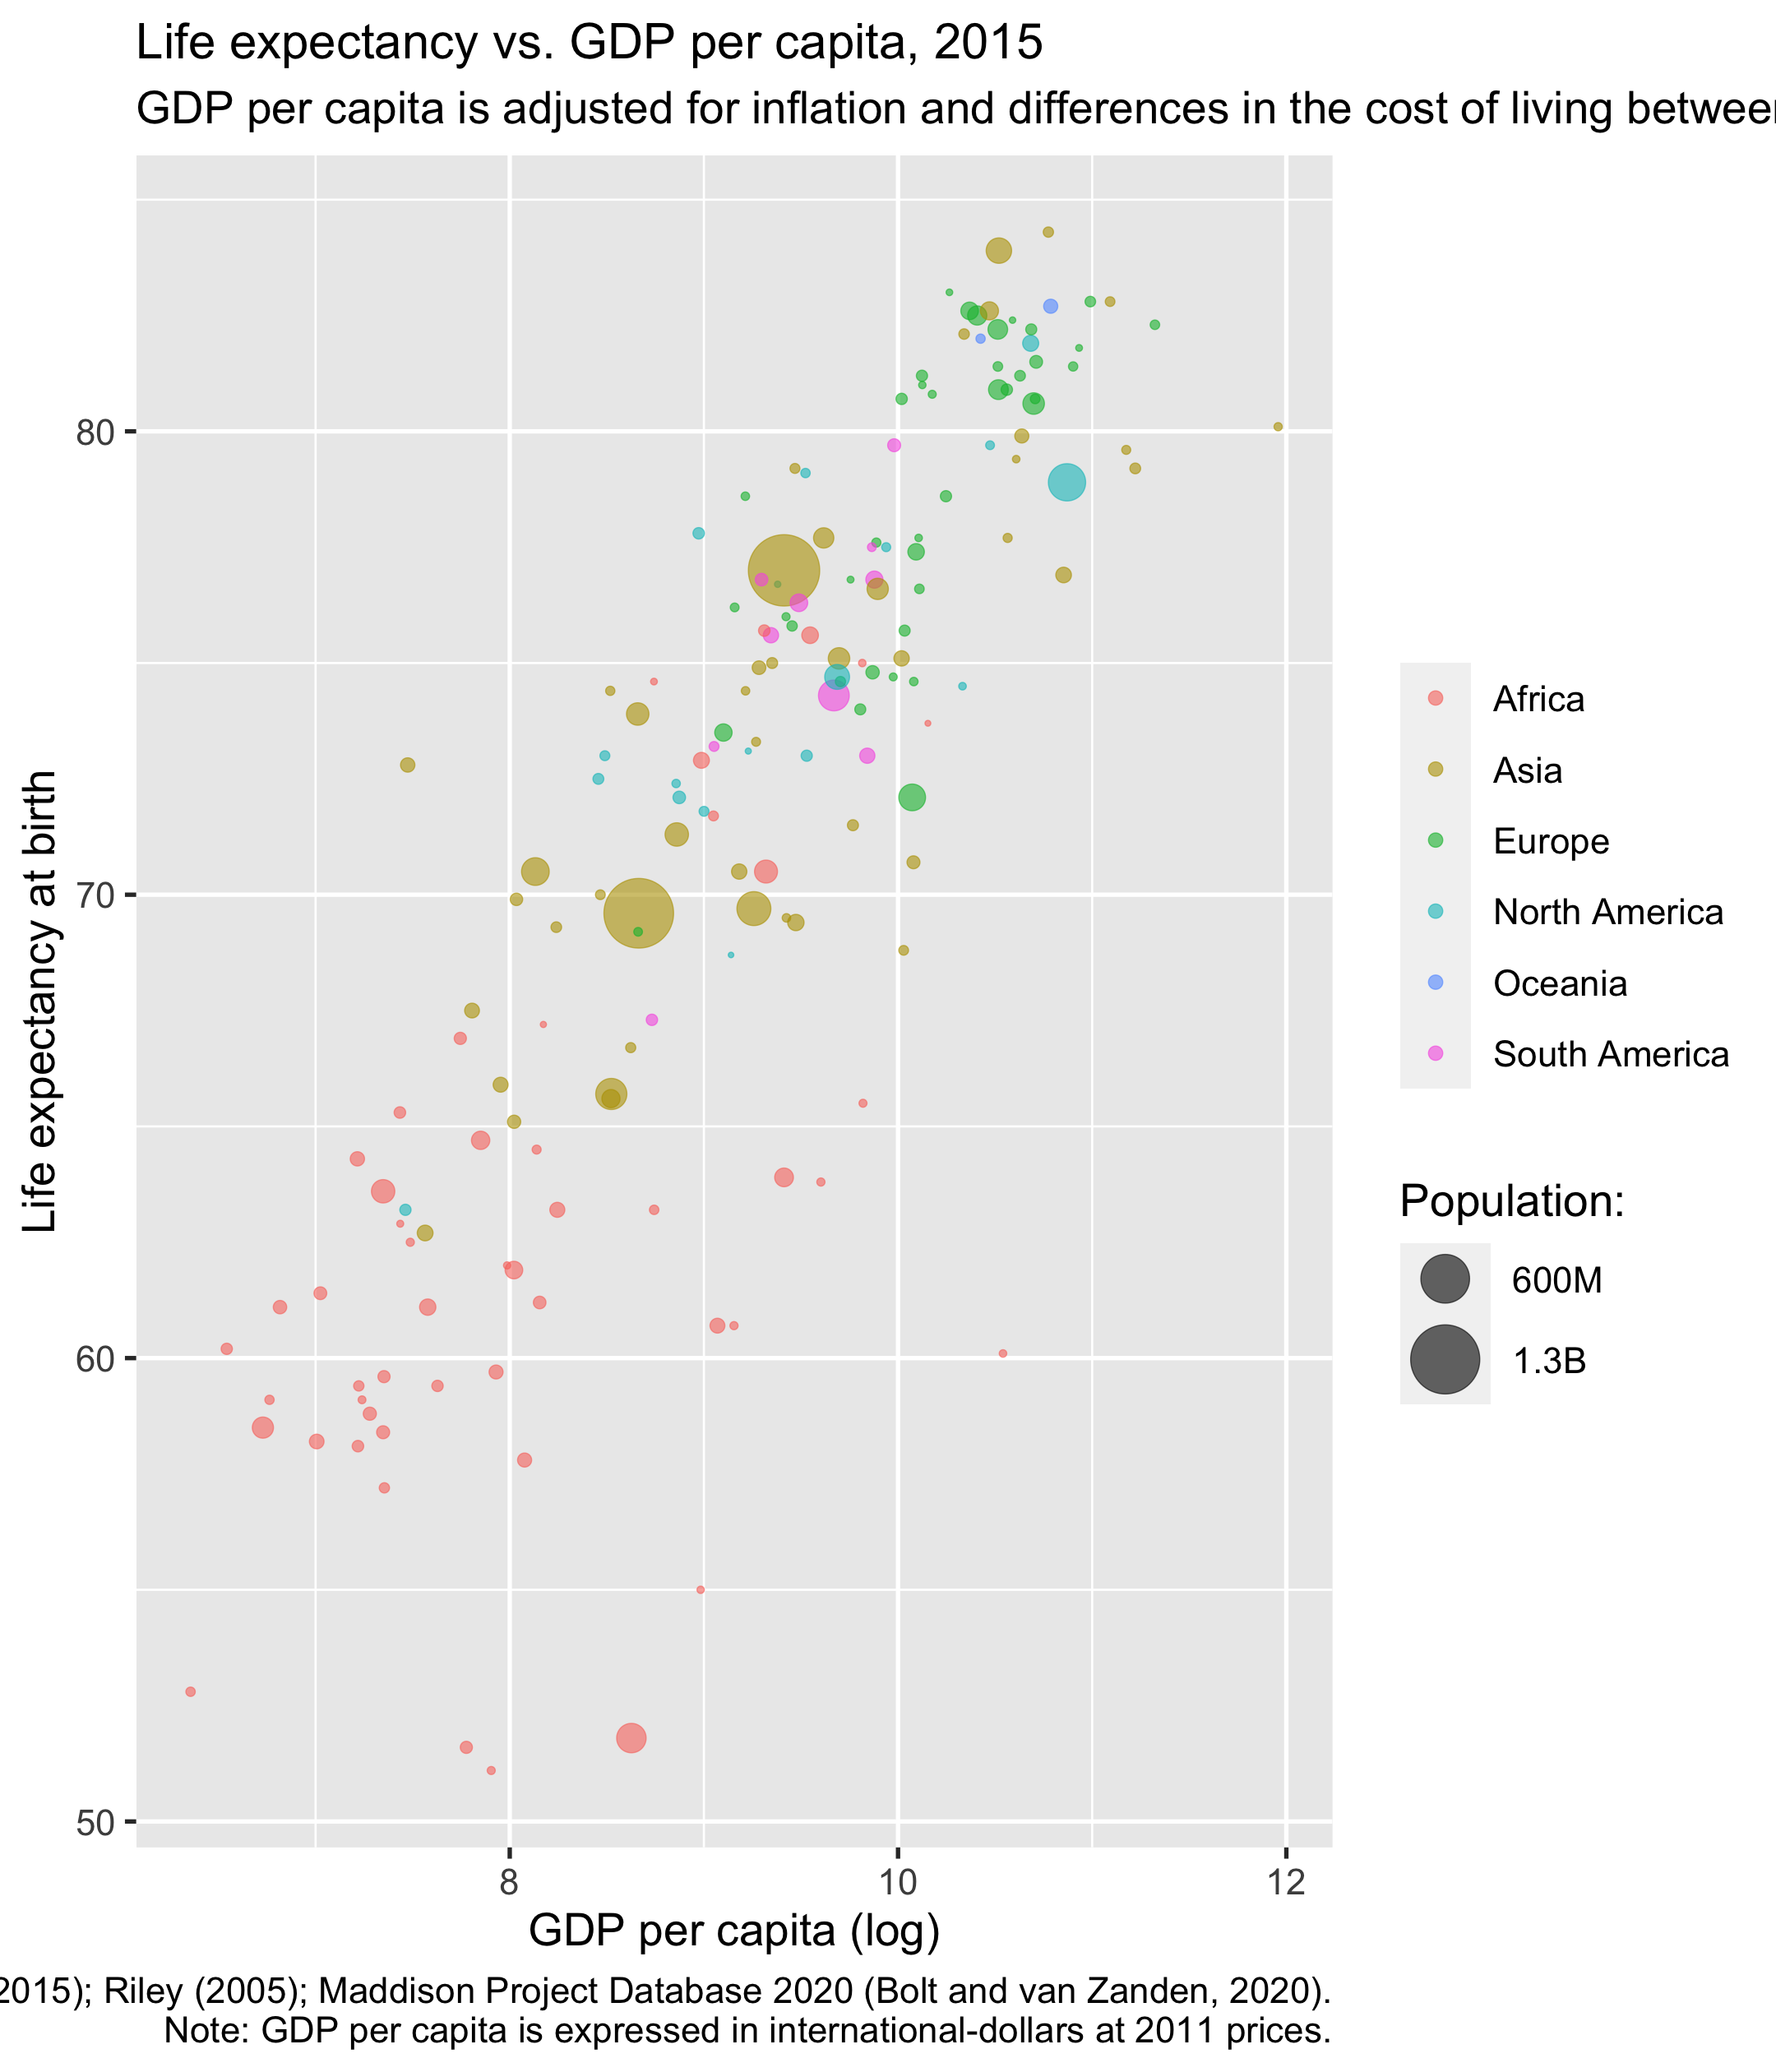 Life expectancy vs. GDP per capita, 2015
GDP per capita is adjusted for inflation and differences in the cost of living between
80
70
60
50
Life expectancy at birth
8
10
12
GDP per capita (log)
Africa
Asia
Europe
North America
Oceania
South America
Population:
600M
1.3B
2015); Riley (2005); Maddison Project Database 2020 (Bolt and van Zanden, 2020).
Note: GDP per capita is expressed in international-dollars at 2011 prices.